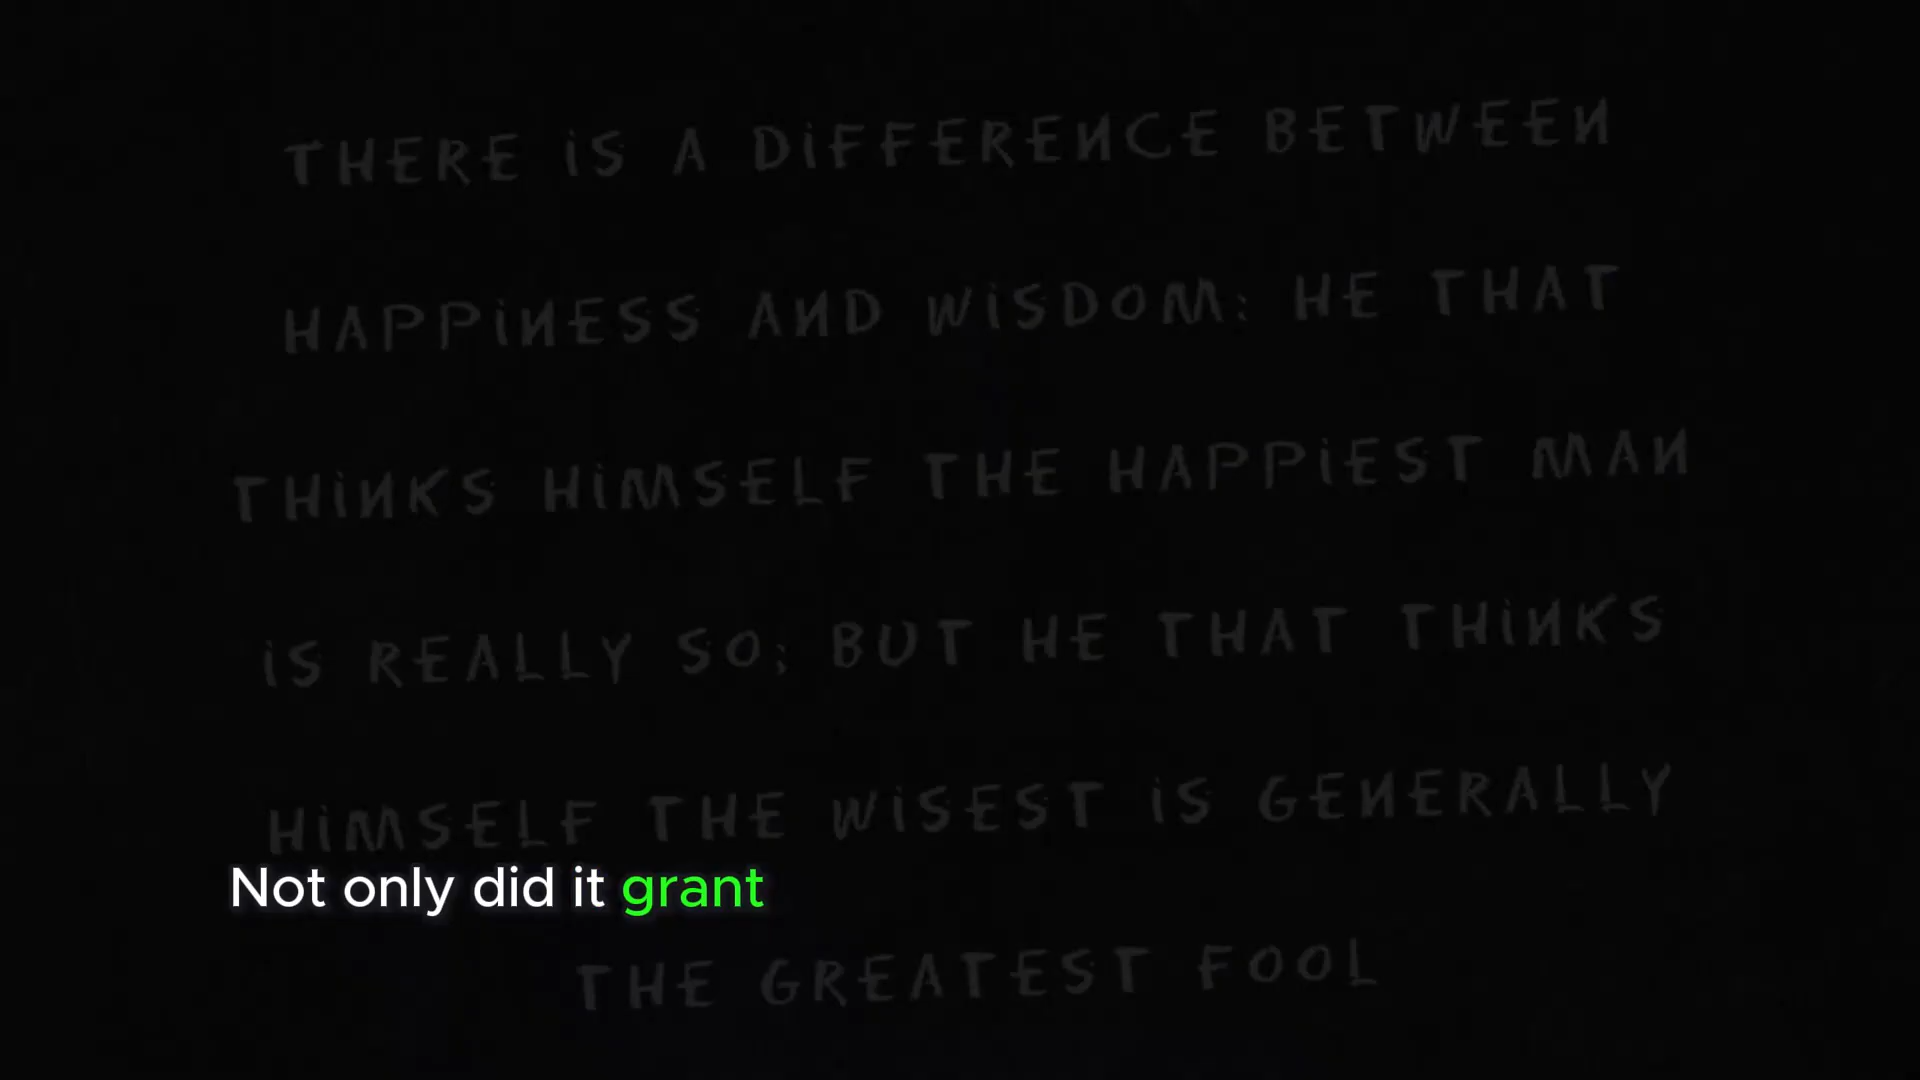 THERE iS A DiFFERENCE BETWEEN
HAPPiNESS AND WiSDOM: HE THAT
THiNKS HiMSELF THE HAPPiEST MAN
iS REALLY SO; BUT HE THAT THiNKS
HiMSELF THE WiSEST iS GENERALLY
Not only did it grant
THE GREATEST FOOL